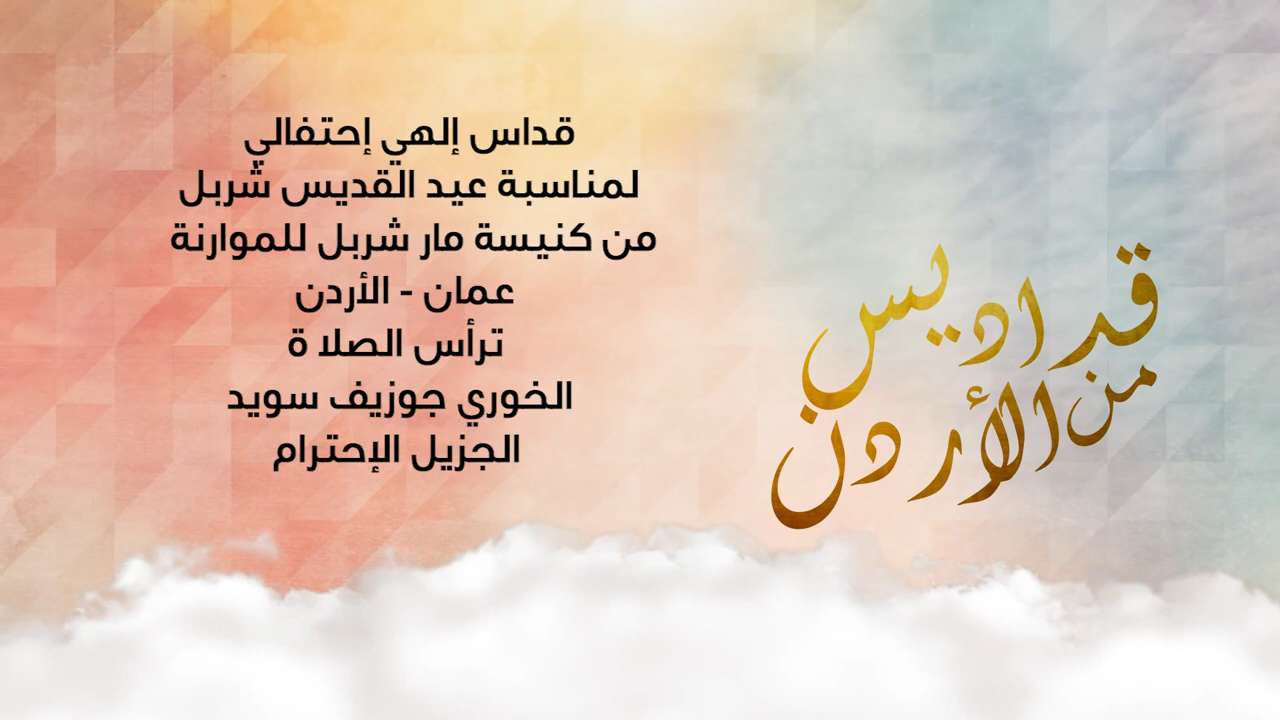 قداس إلهي إحتفالي
لمناسبة عيد القديس شربل
من كنيسة مار شربل للموارنة
عمان - الأردن
ترأس الصلا ة
الخوري جوزيف سويد
الجزيل الإحترام
قداديس
من الأردن